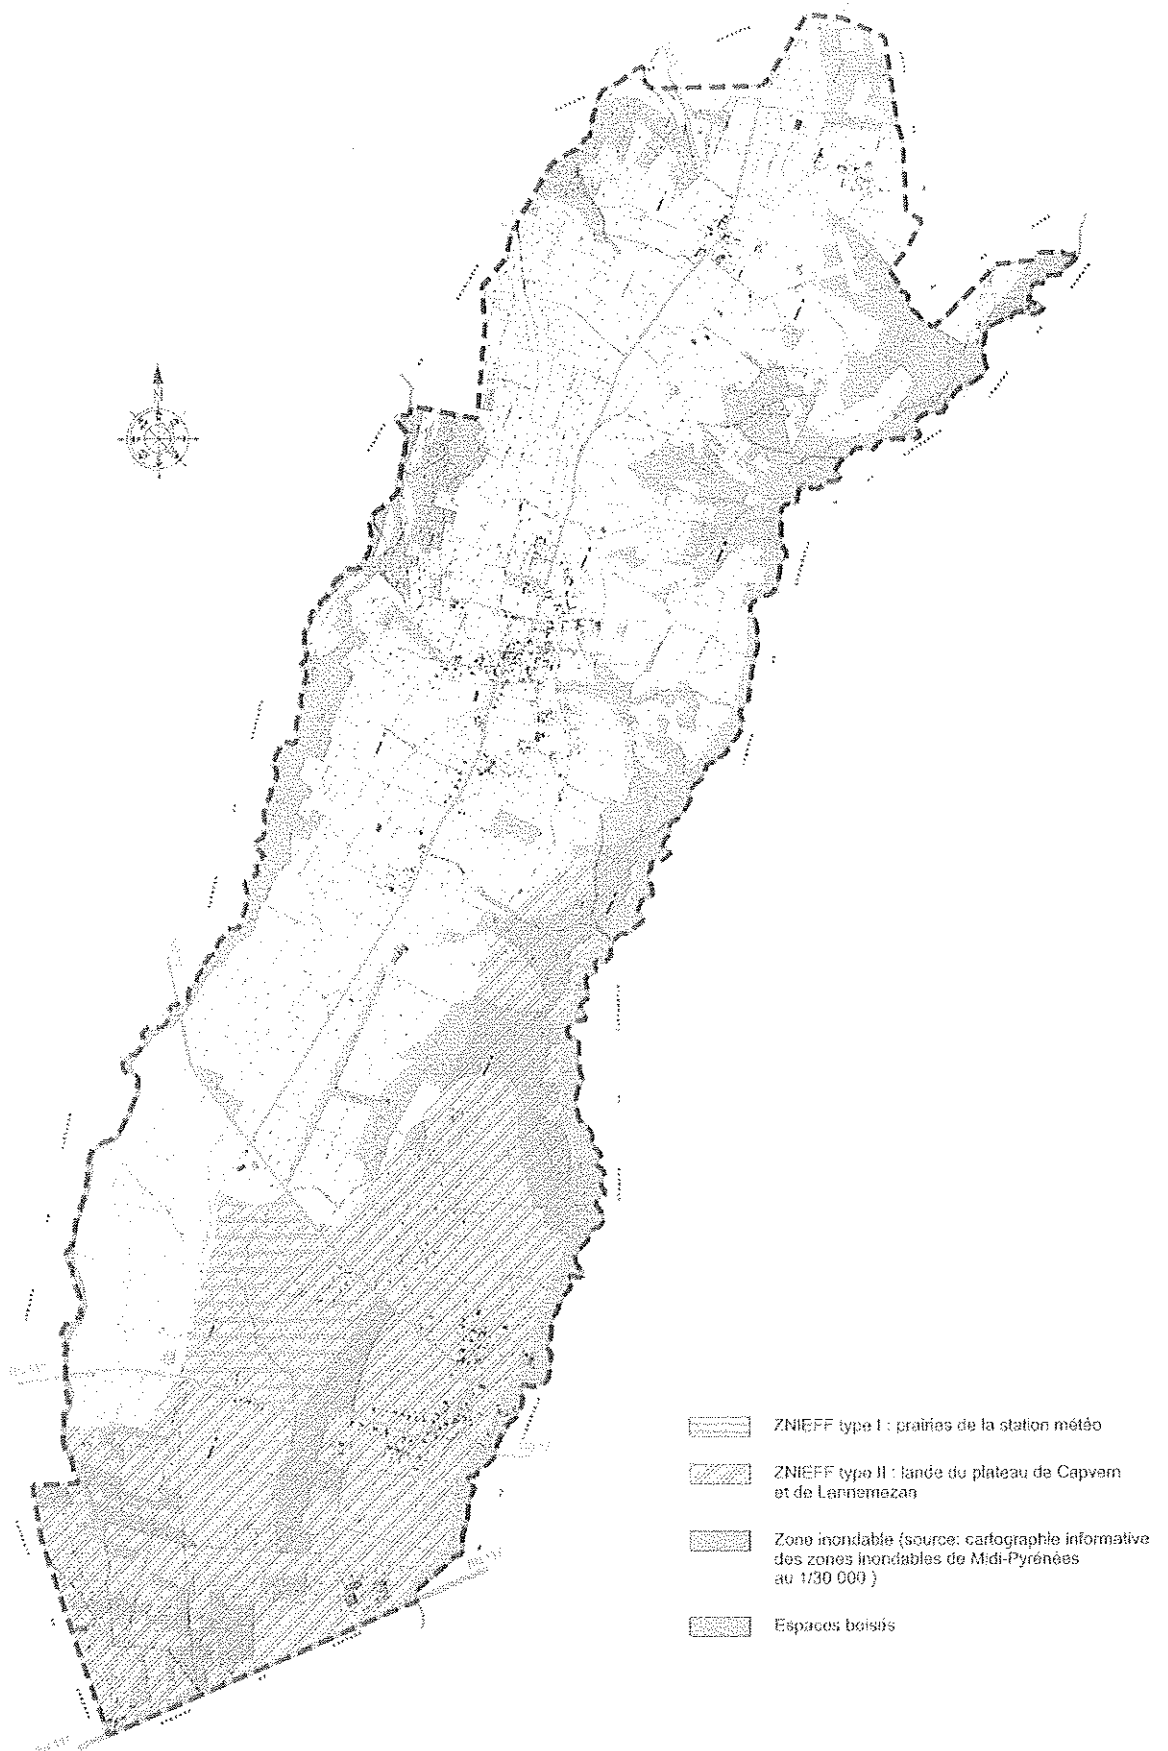 N
ZNIEFF type I : prairies de la station météo
ZNIEFF type II : lande du plateau de Capvern
et de Lannemezan
Zone inondable (source: cartographie informative
des zones inondables de Midi-Pyrénées
au 1/30 000 )
Espaces boisés